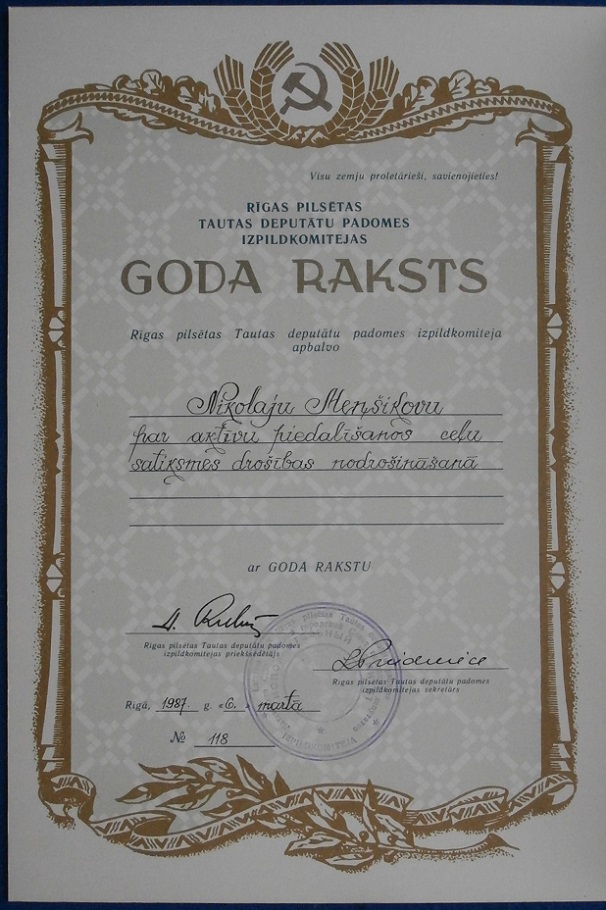 Visu zemju proletārieši, savienojieties!
RĪGAS PILSĒTAS
TAUTAS DEPUTĀTU PADOMES
IZPILDKOMITEJAS
GODA RAKSTS
Rīgas pilsētas Tautas deputātu padomes izpildkomiteja
apbalvo
Nikolaju Meņšikovu
par aktīvu piedalīšanos ceļu
satiksmes drošības nodrošināšanā
ar GODA RAKSTU
Rīgas pilsētas Tautas deputātu padomes
izpildkomitejas priekšsēdētājs
Rīgas pilsētas Tautas deputātu padomes
izpildkomitejas sekretārs
Rīgā, 1987. g. «6.» martā
№ 118
IZPILDKOMITEJA